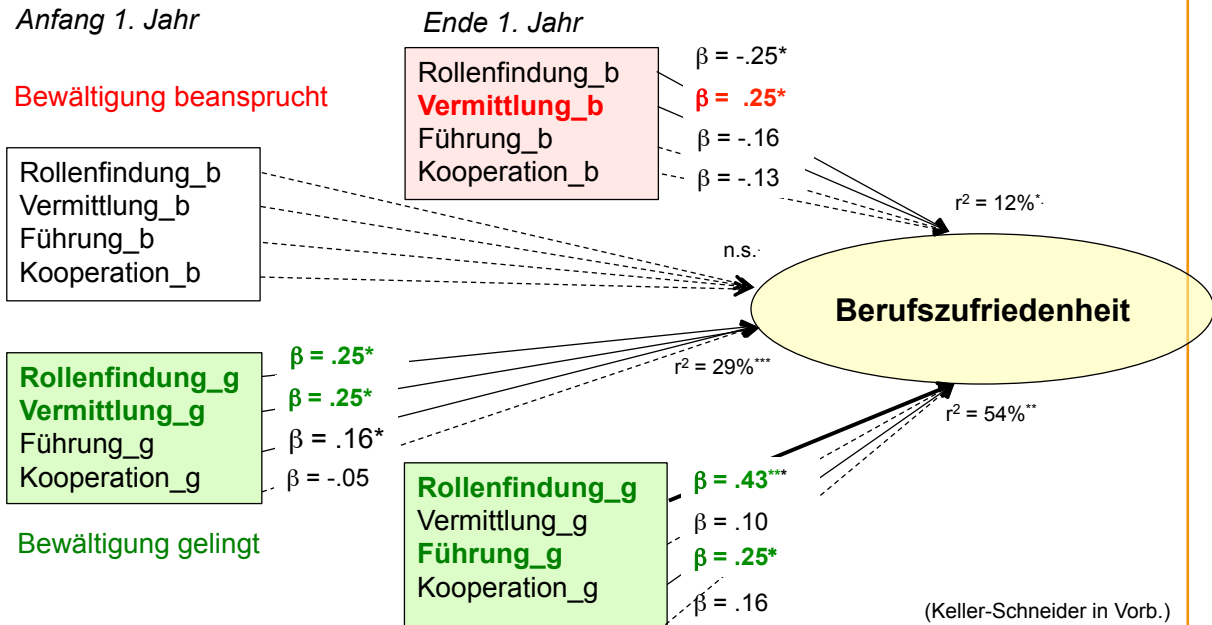 Anfang 1. Jahr
Ende 1. Jahr
Bewältigung beansprucht
Rollenfindung_b
Vermittlung_b
Führung_b
Kooperation_b
β = -.25*
β = .25*
β = -.16
β = -.13
r² = 12%*.
Rollenfindung_b
Vermittlung_b
Führung_b
Kooperation_b
n.s..
Berufszufriedenheit
Rollenfindung_g
Vermittlung_g
Führung_g
Kooperation_g
β = .25*
β = .25*
β = .16*
β = -.05
r² = 29%***
Bewältigung gelingt
Rollenfindung_g
Vermittlung_g
Führung_g
Kooperation_g
β = .43***
β = .10
β = .25*
β = .16
r² = 54%**
(Keller-Schneider in Vorb.)